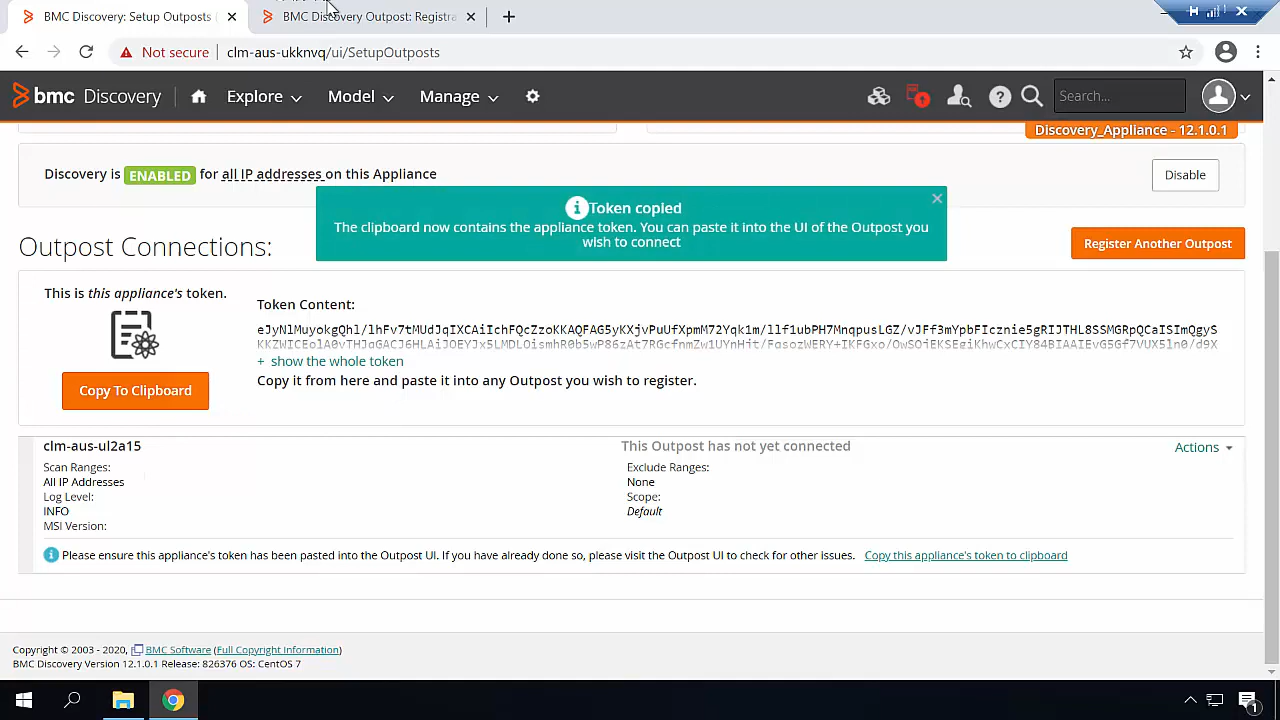 BMC Discovery: Setup Outposts
BMC Discovery Outpost: Registra
Not secure
clm-aus-ukknvq/ui/SetupOutposts
bmc Discovery
Explore
Model
Manage
Search...
Discovery_Appliance - 12.1.0.1
Discovery is ENABLED for all IP addresses on this Appliance
Disable
Token copied
The clipboard now contains the appliance token. You can paste it into the UI of the Outpost you
wish to connect
Outpost Connections:
Register Another Outpost
This is this appliance's token.
Token Content:
+ show the whole token
Copy it from here and paste it into any Outpost you wish to register.
Copy To Clipboard
clm-aus-ul2a15
This Outpost has not yet connected
Actions
Scan Ranges:
Exclude Ranges:
All IP Addresses
None
Log Level:
Scope:
INFO
Default
MSI Version:
Please ensure this appliance's token has been pasted into the Outpost UI. If you have already done so, please visit the Outpost UI to check for other issues. Copy this appliance's token to clipboard
Copyright © 2003 - 2020, BMC Software (Full Copyright Information)
BMC Discovery Version 12.1.0.1 Release: 826376 OS: CentOS 7
1